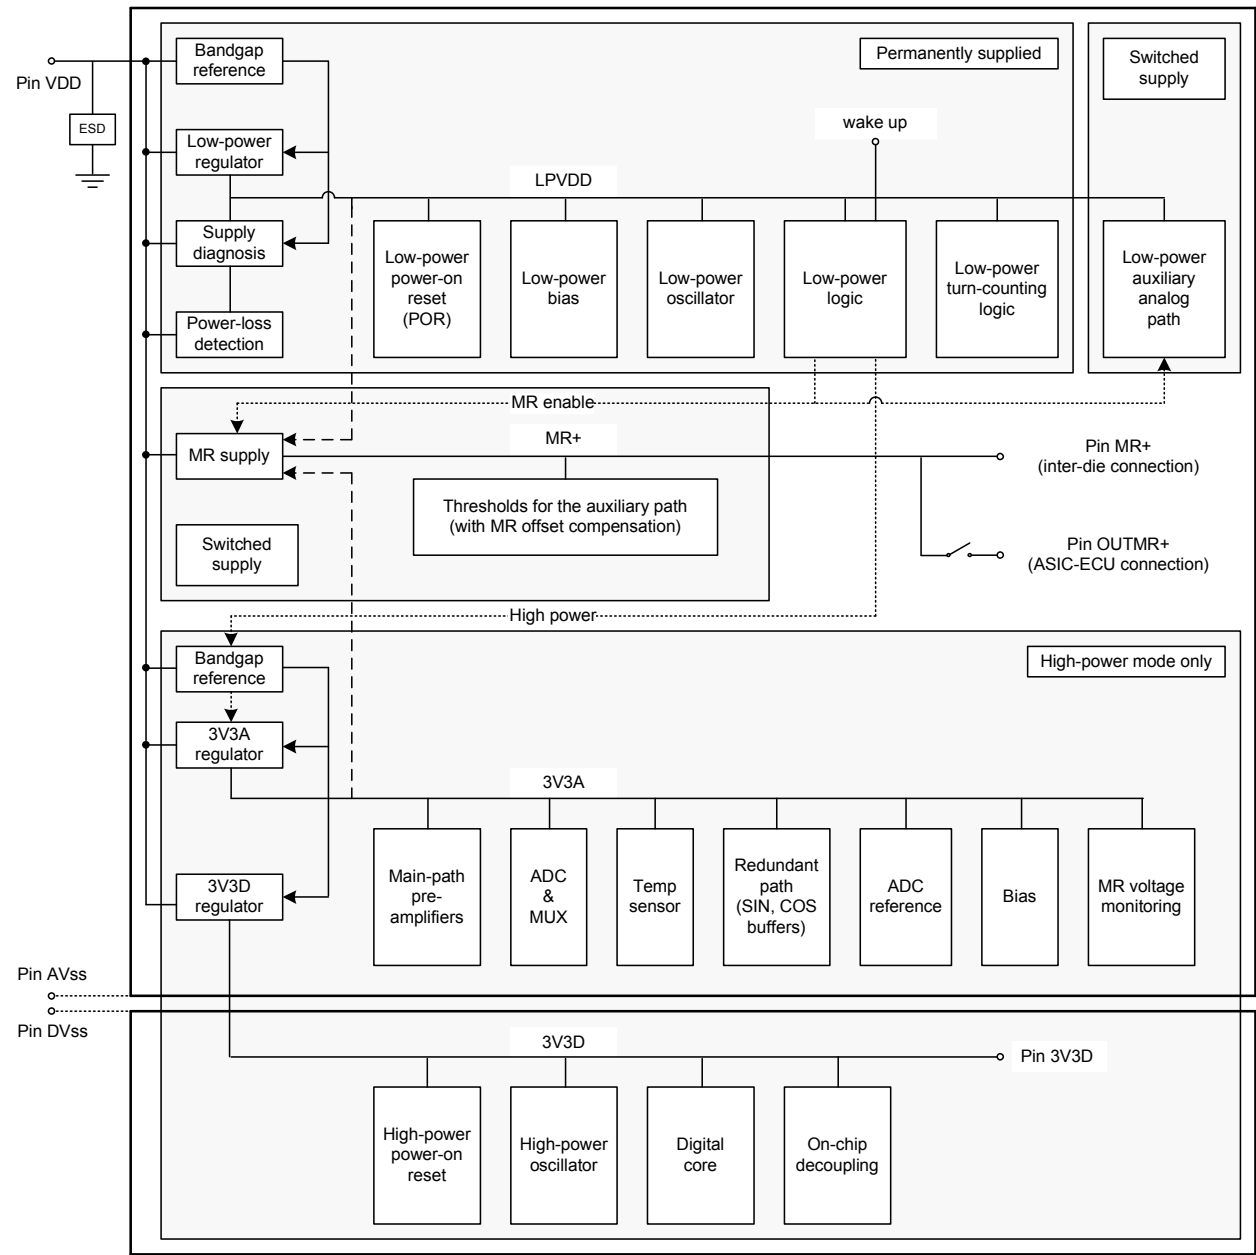 Bandgap
reference
Permanently supplied
Switched
supply
Pin VDD
ESD
wake up
Low-power
regulator
LPVDD
Supply
diagnosis
Low-power
power-on
reset
(POR)
Low-power
bias
Low-power
oscillator
Low-power
logic
Low-power
turn-counting
logic
Low-power
auxiliary
analog
path
Power-loss
detection
MR enable
MR supply
MR+
Pin MR+
(inter-die connection)
Thresholds for the auxiliary path
(with MR offset compensation)
Switched
supply
Pin OUTMR+
(ASIC-ECU connection)
High power
Bandgap
reference
High-power mode only
3V3A
regulator
3V3A
3V3D
regulator
Main-path
pre-
amplifiers
ADC
&
MUX
Temp
sensor
Redundant
path
(SIN, COS
buffers)
ADC
reference
Bias
MR voltage
monitoring
Pin AVss
Pin DVss
3V3D
Pin 3V3D
High-power
power-on
reset
High-power
oscillator
Digital
core
On-chip
decoupling